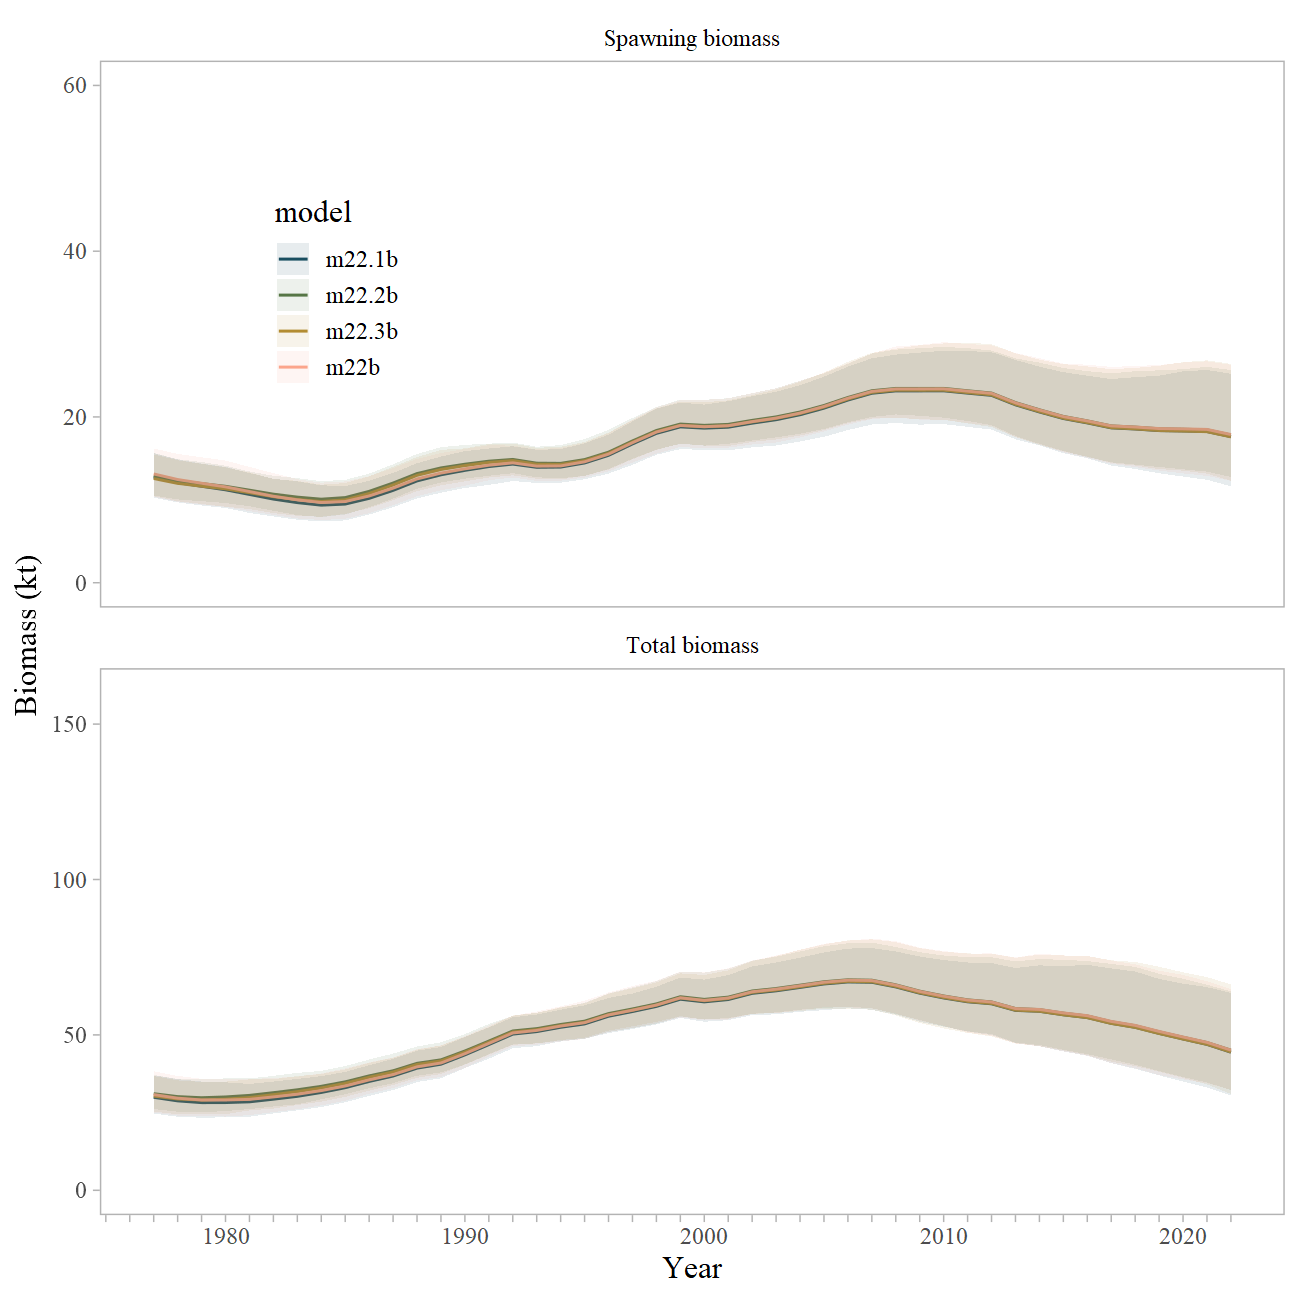 Spawning biomass
60
40
20
0
model
m22.1b
m22.2b
m22.3b
m22b
Biomass (kt)
Total biomass
150
100
50
0
1980 1990 2000 2010 2020
Year